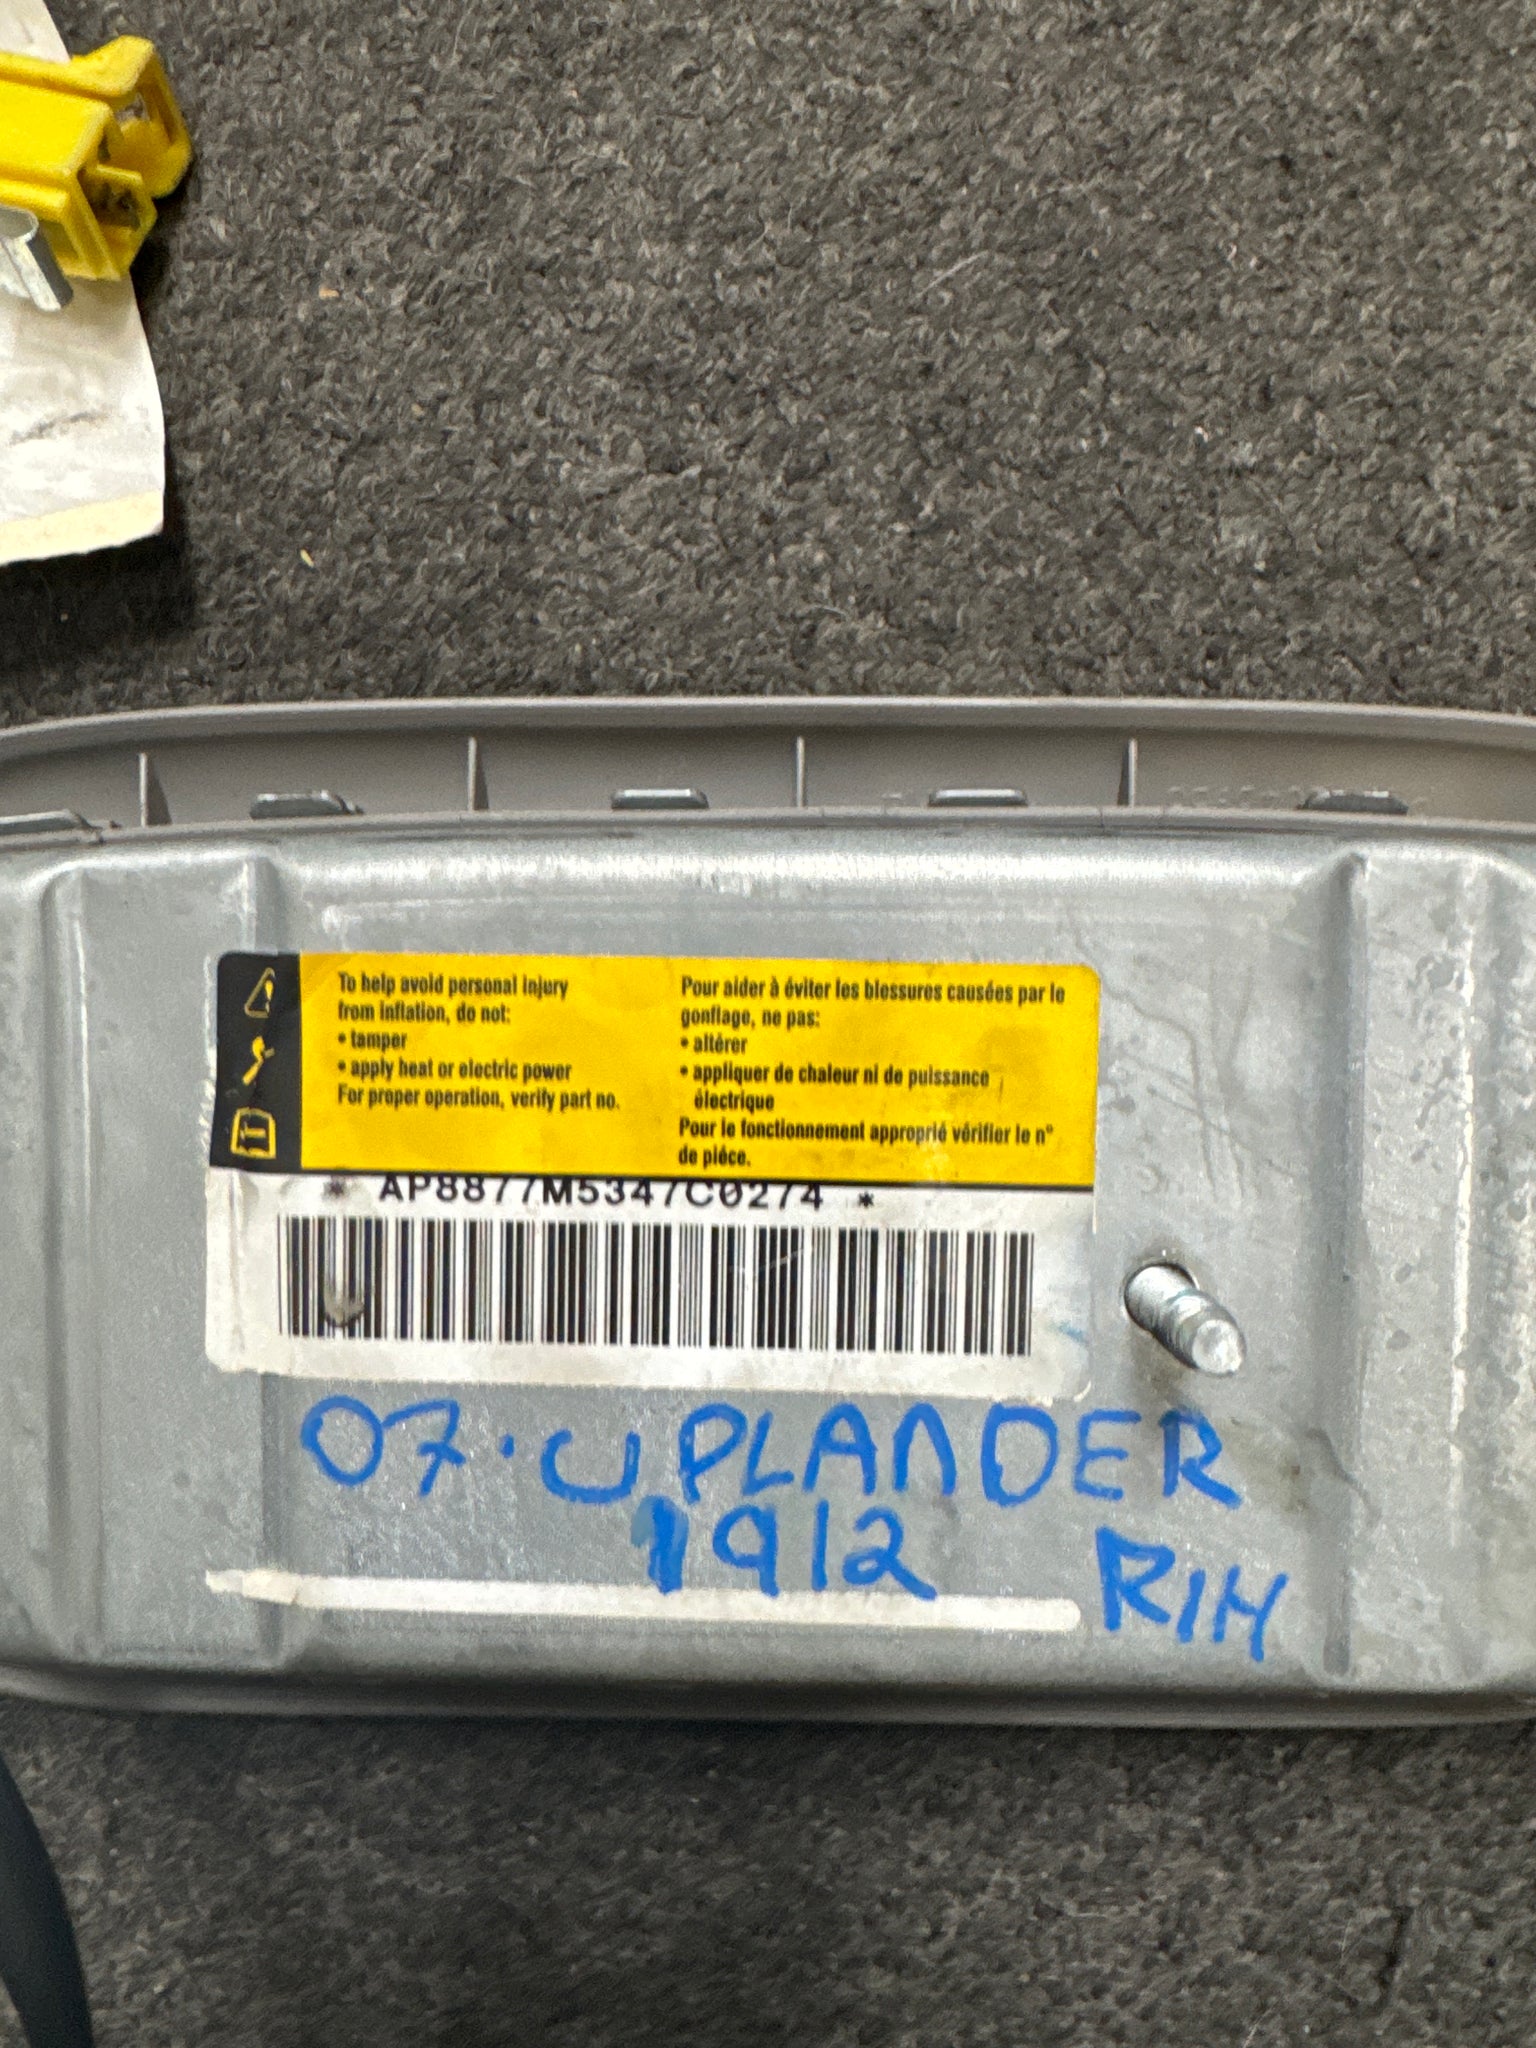 To help avoid personal injury
from inflation, do not:
• tamper
• apply heat or electric power
For proper operation, verify part no.
Pour aider à éviter les blessures causées par le
gonflage, ne pas:
• altérer
• appliquer de chaleur ni de puissance
électrique
Pour le fonctionnement approprié vérifier le n°
de piéce.
* AP8877M5347C0274 *
07·UPLANDER
1912
R/H